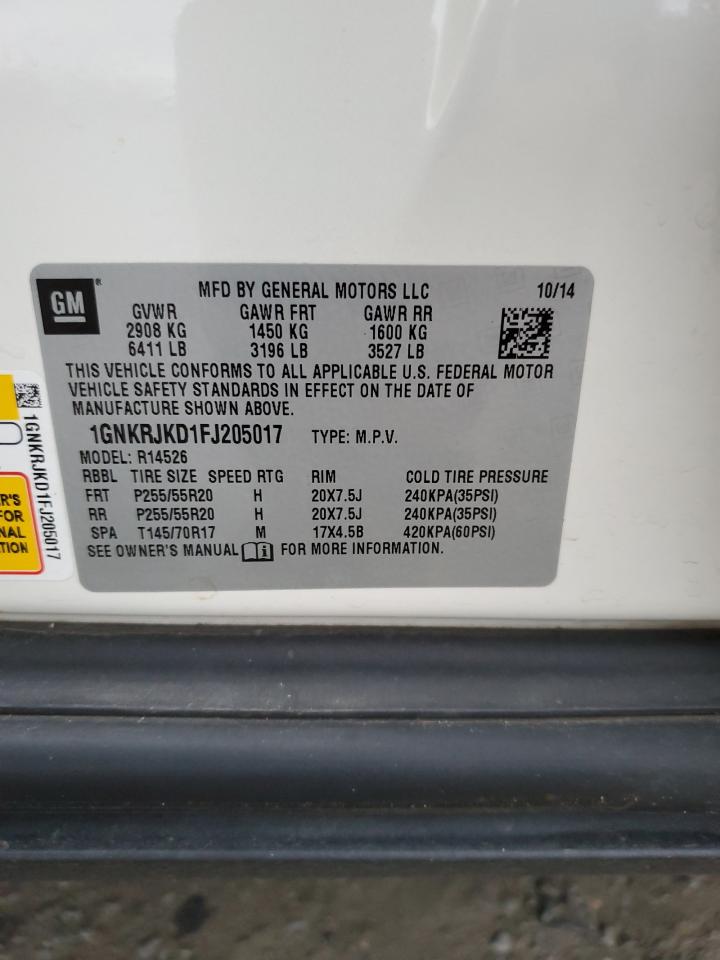 GM®
MFD BY GENERAL MOTORS LLC 10/14
GVWR GAWR FRT GAWR RR
2908 KG 1450 KG 1600 KG
6411 LB 3196 LB 3527 LB
THIS VEHICLE CONFORMS TO ALL APPLICABLE U.S. FEDERAL MOTOR
VEHICLE SAFETY STANDARDS IN EFFECT ON THE DATE OF
MANUFACTURE SHOWN ABOVE.
1GNKRJKD1FJ205017 TYPE: M.P.V.
MODEL: R14526
RBBL TIRE SIZE SPEED RTG RIM COLD TIRE PRESSURE
FRT P255/55R20 H 20X7.5J 240KPA(35PSI)
RR P255/55R20 H 20X7.5J 240KPA(35PSI)
SPA T145/70R17 M 17X4.5B 420KPA(60PSI)
SEE OWNER'S MANUAL FOR MORE INFORMATION.
1GNKRJKD1FJ205017
R'S
FOR
NAL
TION